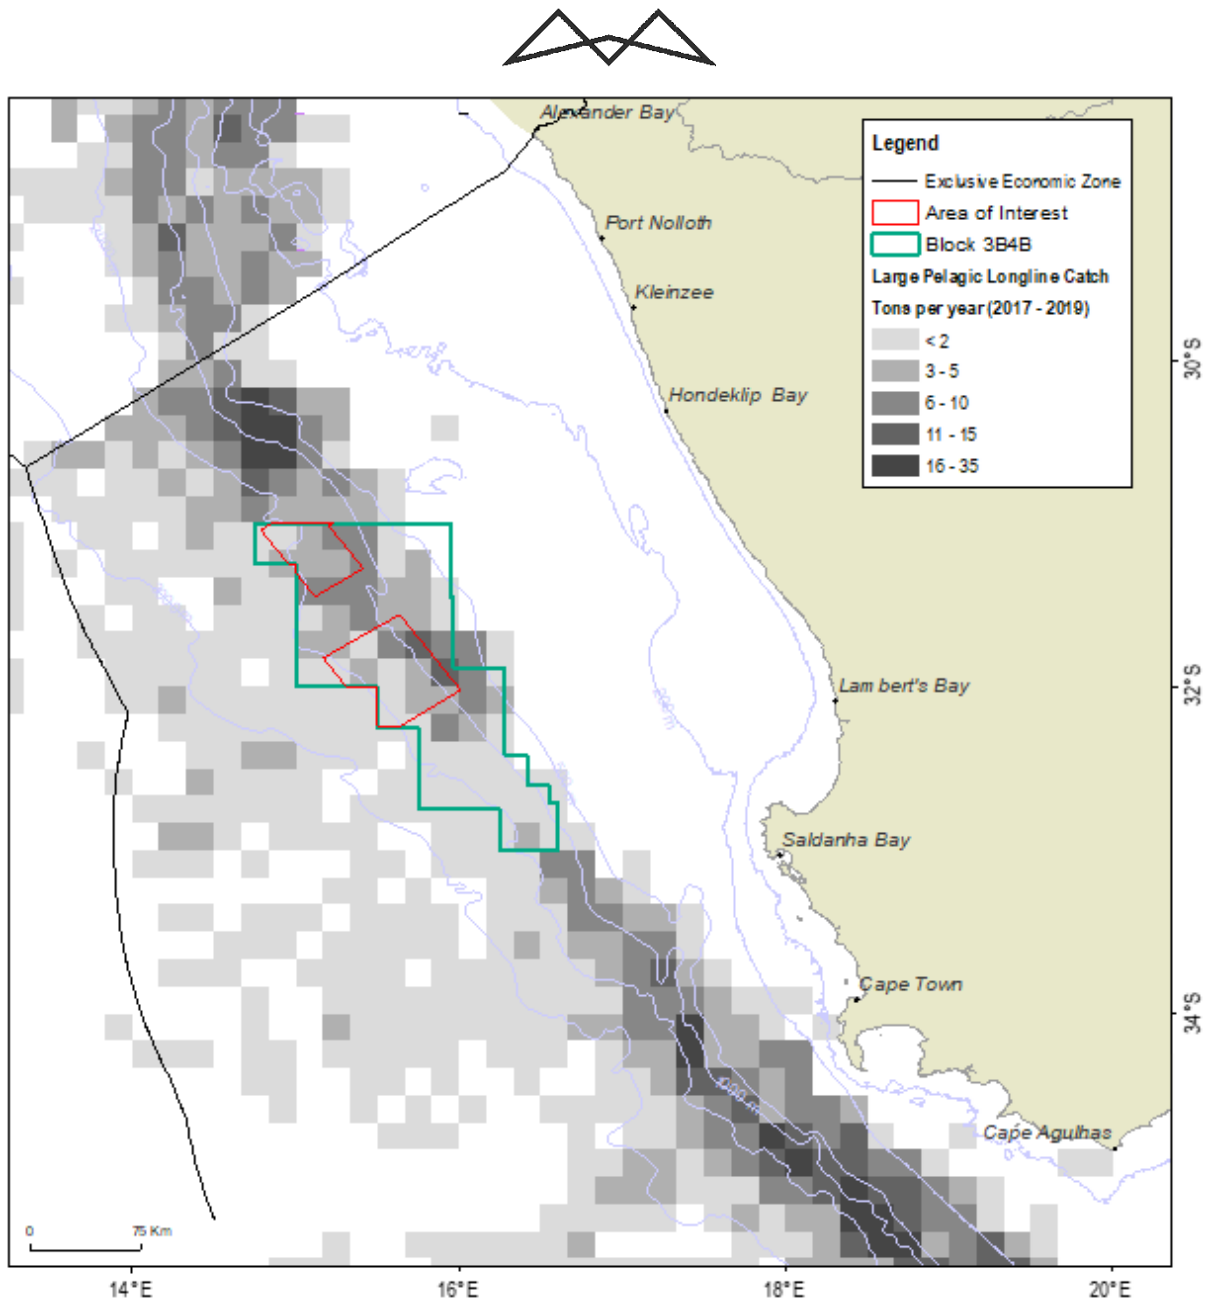 Alexander Bay
Legend
Exclusive Economic Zone
Area of Interest
Block 3B4B
Large Pelagic Longline Catch
Tons per year (2017 - 2019)
< 2
3 - 5
6 - 10
11 - 15
16 - 35
Port Nolloth
Kleinzee
30°S
Hondeklip Bay
Lambert's Bay
32°S
200m
Saldanha Bay
Cape Town
34°S
1000 m
Cape Agulhas
0 75 Km
14°E 16°E 18°E 20°E